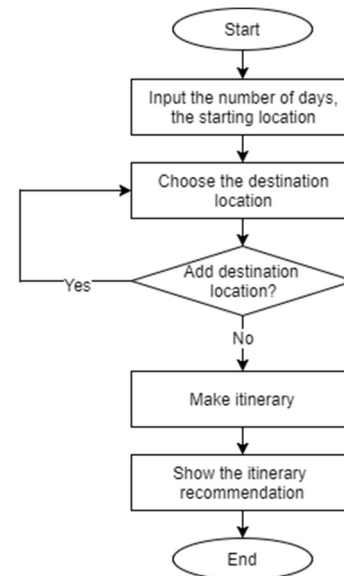 Start
Input the number of days,
the starting location
Choose the destination
location
Add destination
location?
Yes
No
Make itinerary
Show the itinerary
recommendation
End